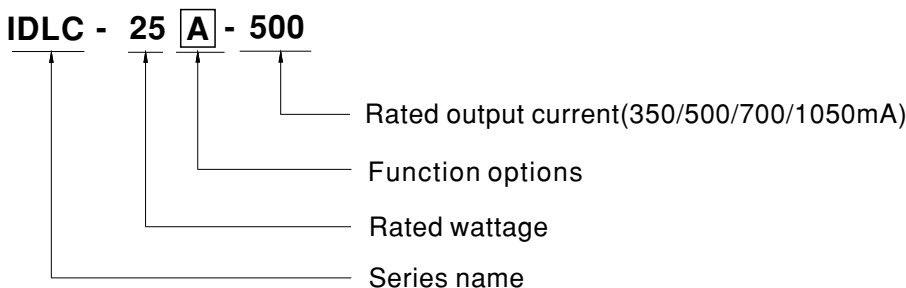 IDLC - 25 A - 500
Rated output current(350/500/700/1050mA)
Function options
Rated wattage
Series name